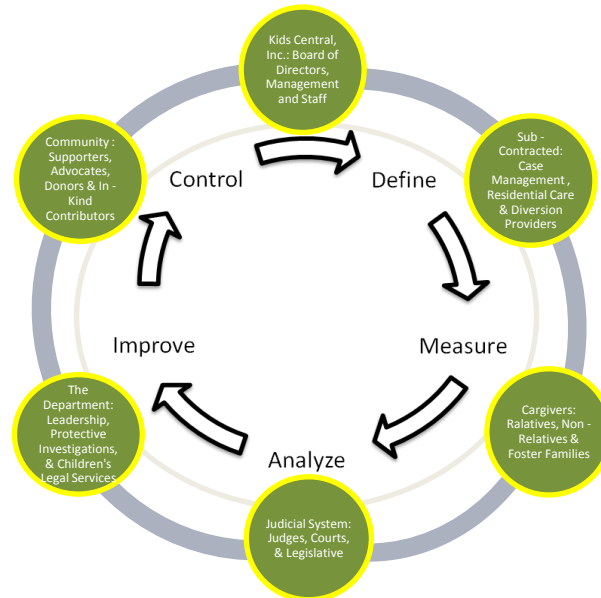 Kids Central,
Inc.: Board of
Directors,
Management
and Staff
Community :
Supporters,
Advocates,
Donors & In -
Kind
Contributors
Control
Define
Sub -
Contracted:
Case
Management ,
Residential Care
& Diversion
Providers
Improve
Measure
The
Department:
Leadership,
Protective
Investigations,
& Children's
Legal Services
Cargivers:
Ralatives, Non -
Relatives &
Foster Families
Analyze
Judicial System:
Judges, Courts,
& Legislative